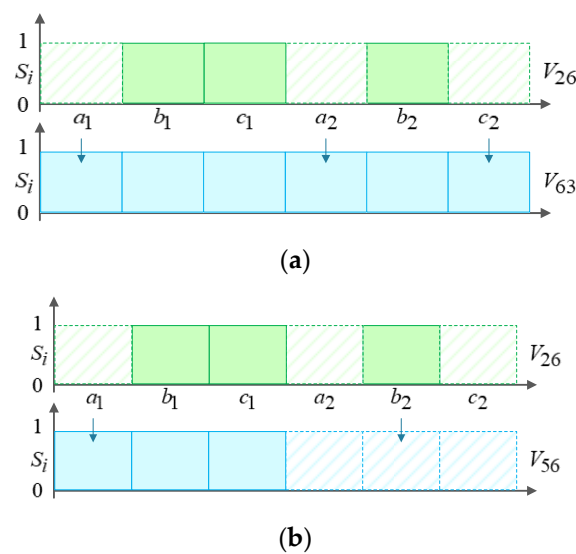 1
S_i
0
V_26
a_1 b_1 c_1 a_2 b_2 c_2
1
S_i
0
V_63
(a)
1
S_i
0
V_26
a_1 b_1 c_1 a_2 b_2 c_2
1
S_i
0
V_56
(b)